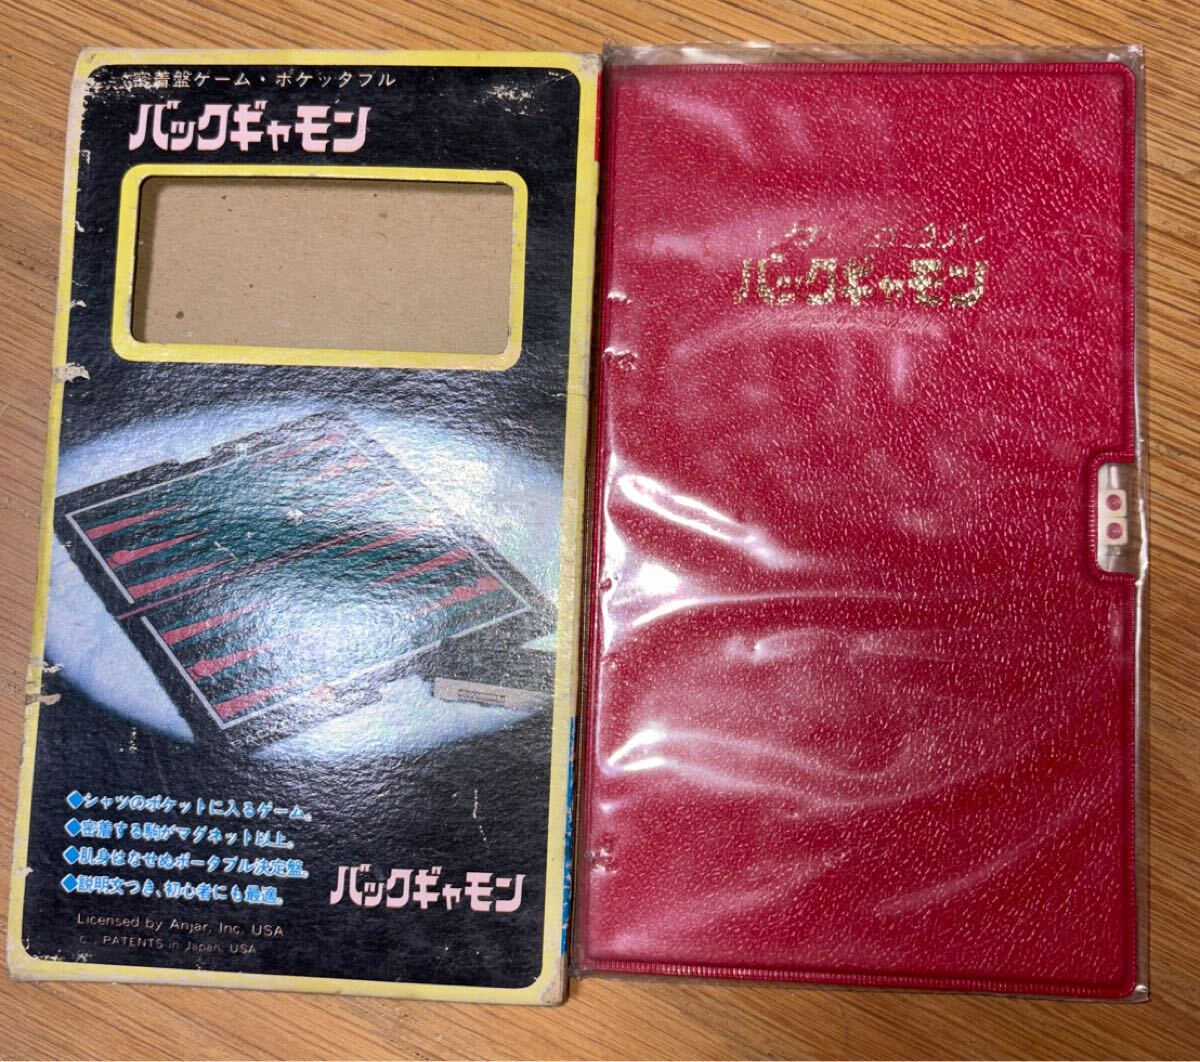 密着盤ゲーム・ポケッタブル
バックギャモン
◆シャツのポケットに入るゲーム。
◆密着する駒がマグネット以上。
◆肌身はなせぬポータブル決定盤。
◆説明文つき、初心者にも最適。
バックギャモン
Licensed by Anjar, Inc. USA
PATENTS in Japan, USA
バックギャモン